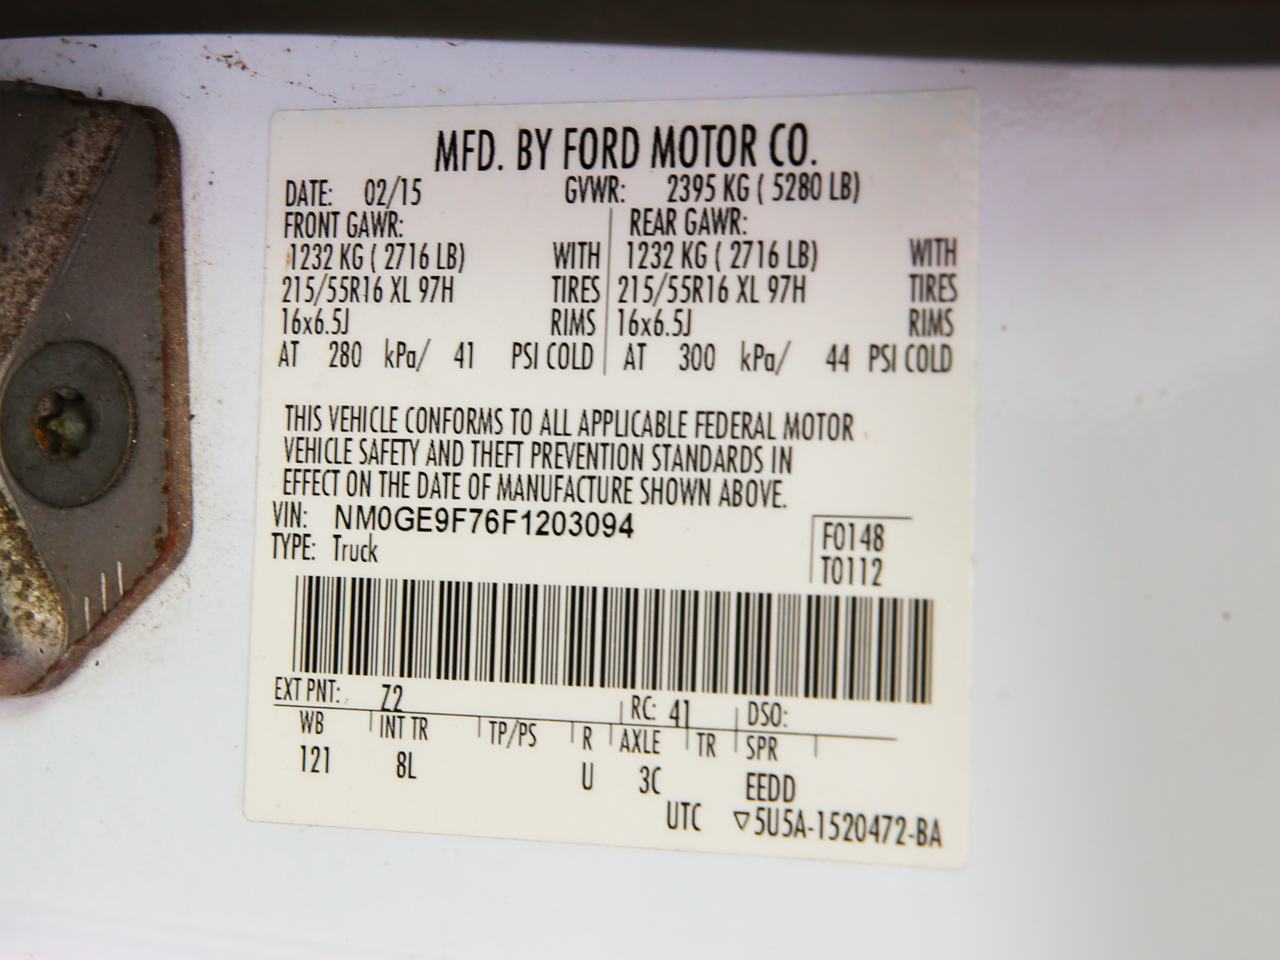 MFD. BY FORD MOTOR CO.
DATE: 02/15 GVWR: 2395 KG ( 5280 LB)
FRONT GAWR: REAR GAWR:
1232 KG ( 2716 LB) WITH 1232 KG ( 2716 LB) WITH
215/55R16 XL 97H TIRES 215/55R16 XL 97H TIRES
16x6.5J RIMS 16x6.5J RIMS
AT 280 kPa/ 41 PSI COLD AT 300 kPa/ 44 PSI COLD
THIS VEHICLE CONFORMS TO ALL APPLICABLE FEDERAL MOTOR
VEHICLE SAFETY AND THEFT PREVENTION STANDARDS IN
EFFECT ON THE DATE OF MANUFACTURE SHOWN ABOVE.
VIN: NM0GE9F76F1203094
TYPE: Truck
F0148
T0112
EXT PNT: Z2 RC: 41 DSO:
WB INT TR TP/PS R AXLE TR SPR
121 8L U 3C EEDD
UTC ▽5U5A-1520472-BA